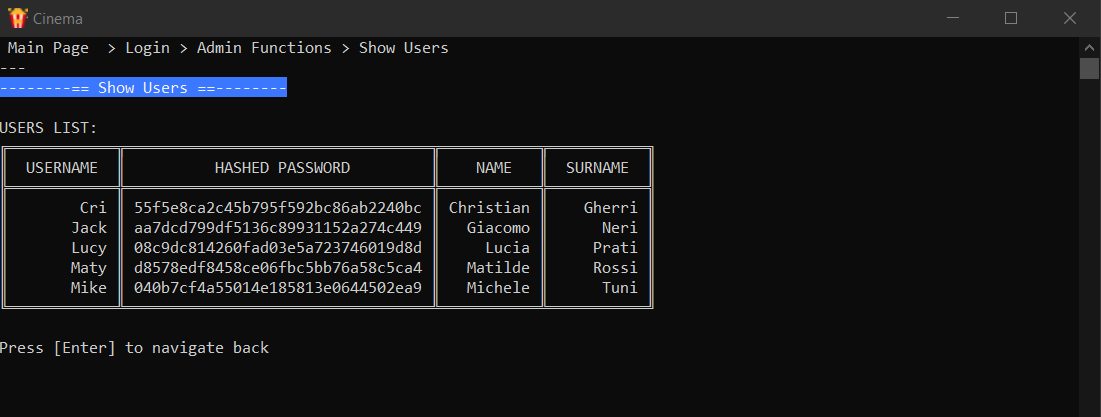 Cinema
Main Page  > Login > Admin Functions > Show Users
---
--------== Show Users ==--------
USERS LIST:
USERNAME HASHED PASSWORD NAME SURNAME
Cri 55f5e8ca2c45b795f592bc86ab2240bc Christian Gherri
Jack aa7dcd799df5136c89931152a274c449 Giacomo Neri
Lucy 08c9dc814260fad03e5a723746019d8d Lucia Prati
Maty d8578edf8458ce06fbc5bb76a58c5ca4 Matilde Rossi
Mike 040b7cf4a55014e185813e0644502ea9 Michele Tuni
Press [Enter] to navigate back